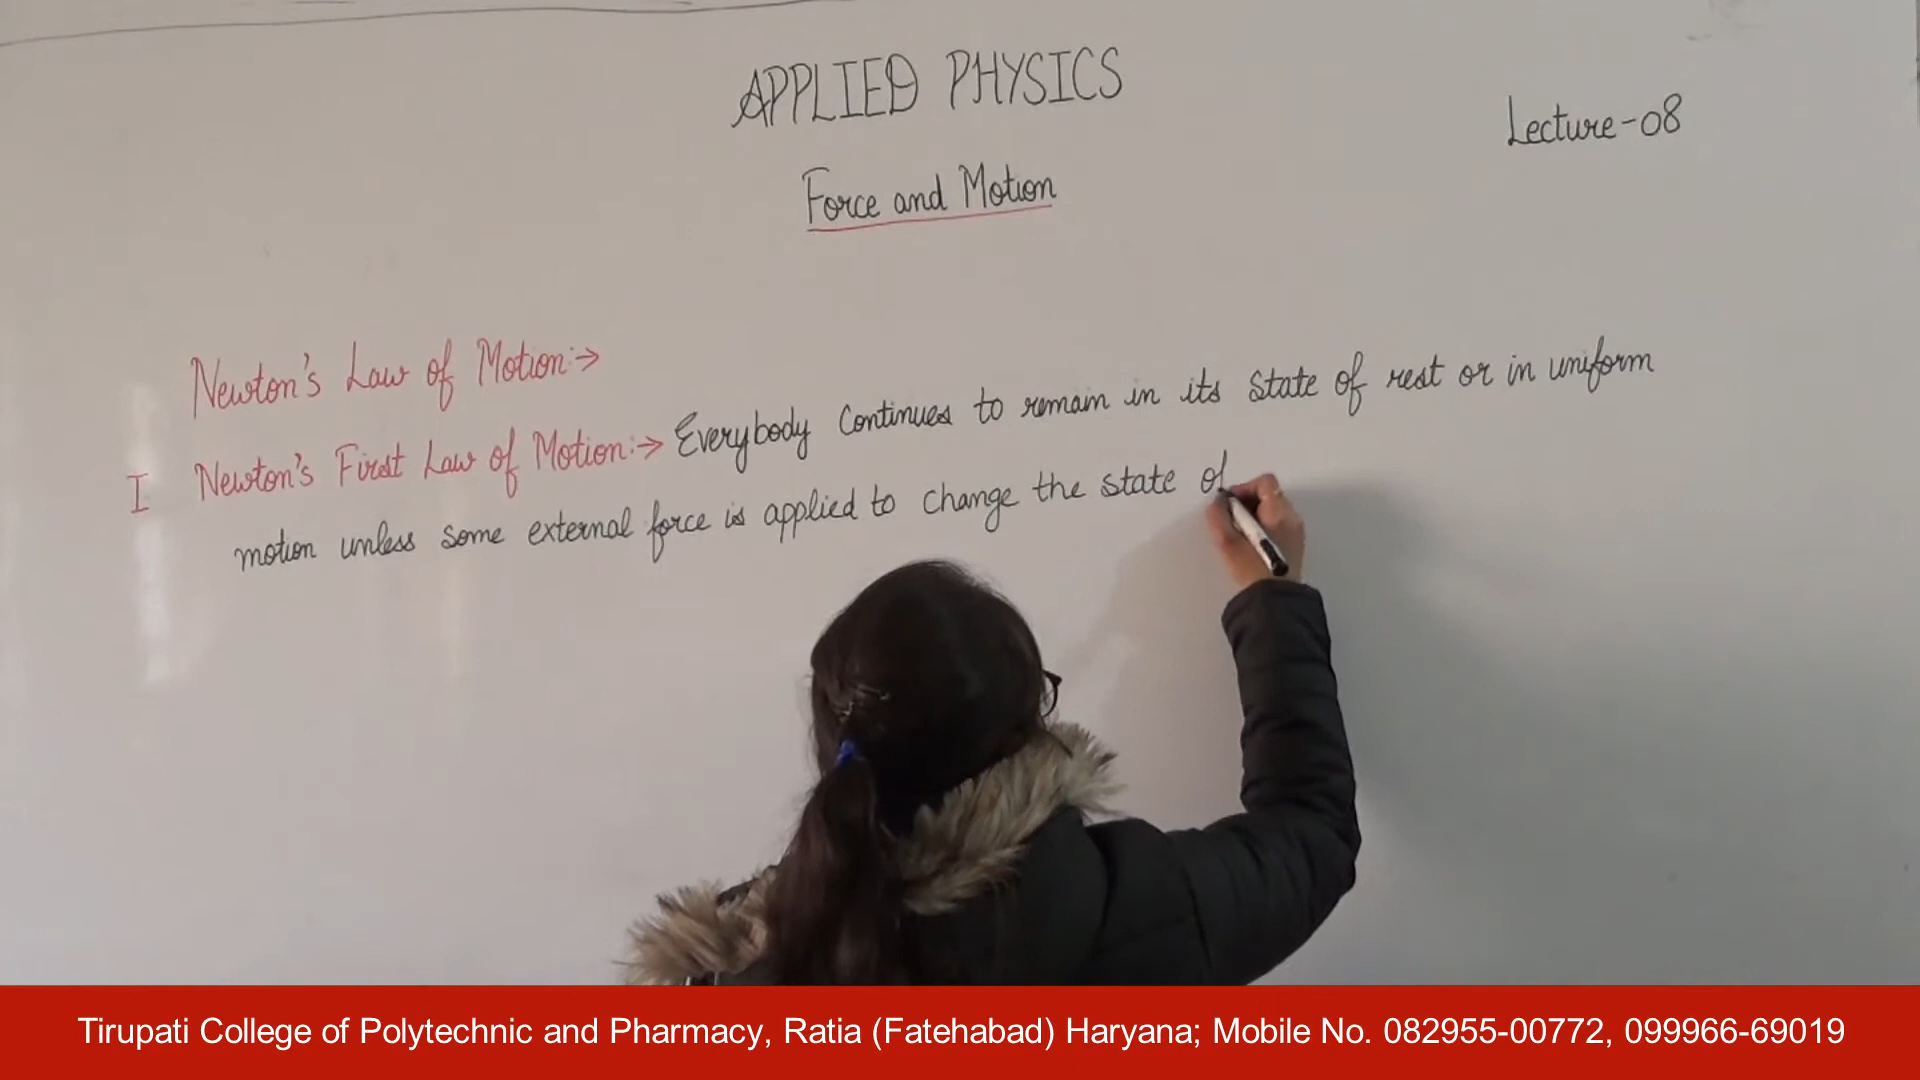 APPLIED PHYSICS
Lecture-08
Force and Motion
Newton's Law of Motion:→
I Newton's First Law of Motion:→ Everybody Continues to remain in its State of rest or in uniform
motion unless some external force is applied to change the state of
Tirupati College of Polytechnic and Pharmacy, Ratia (Fatehabad) Haryana; Mobile No. 082955-00772, 099966-69019